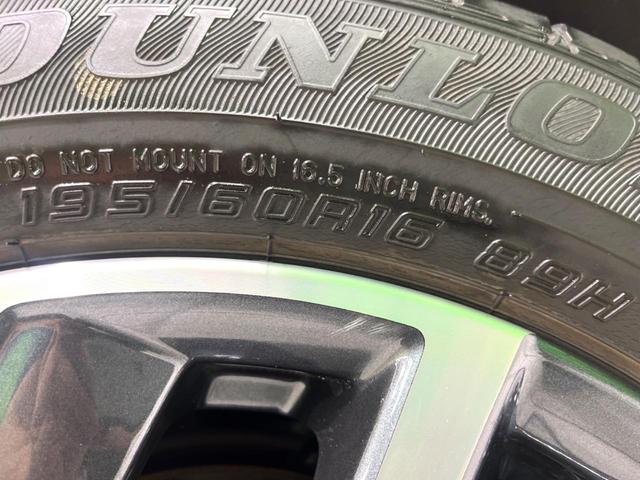 DUNLO
DO NOT MOUNT ON 16.5 INCH RIMS.
195/60R16 89H